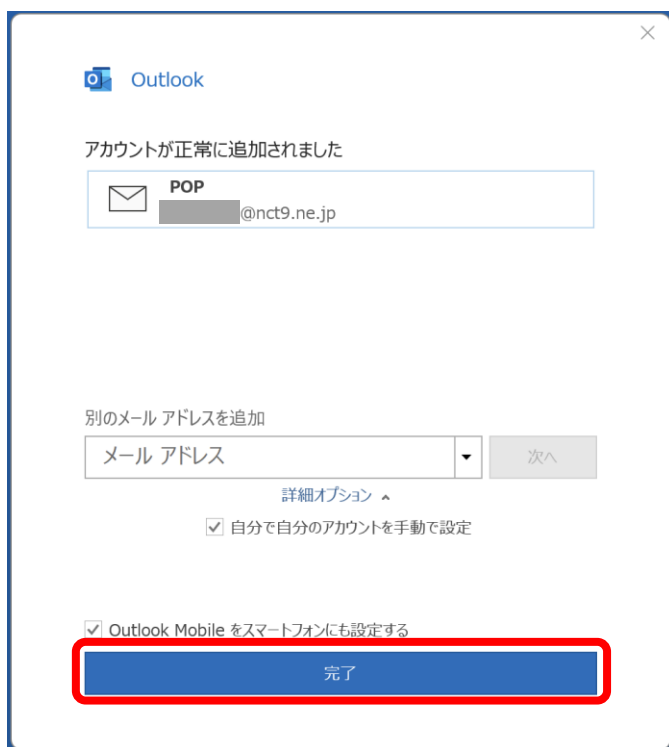 Outlook
アカウントが正常に追加されました
POP
@nct9.ne.jp
別のメール アドレスを追加
メール アドレス
次へ
詳細オプション
自分で自分のアカウントを手動で設定
Outlook Mobile をスマートフォンにも設定する
完了